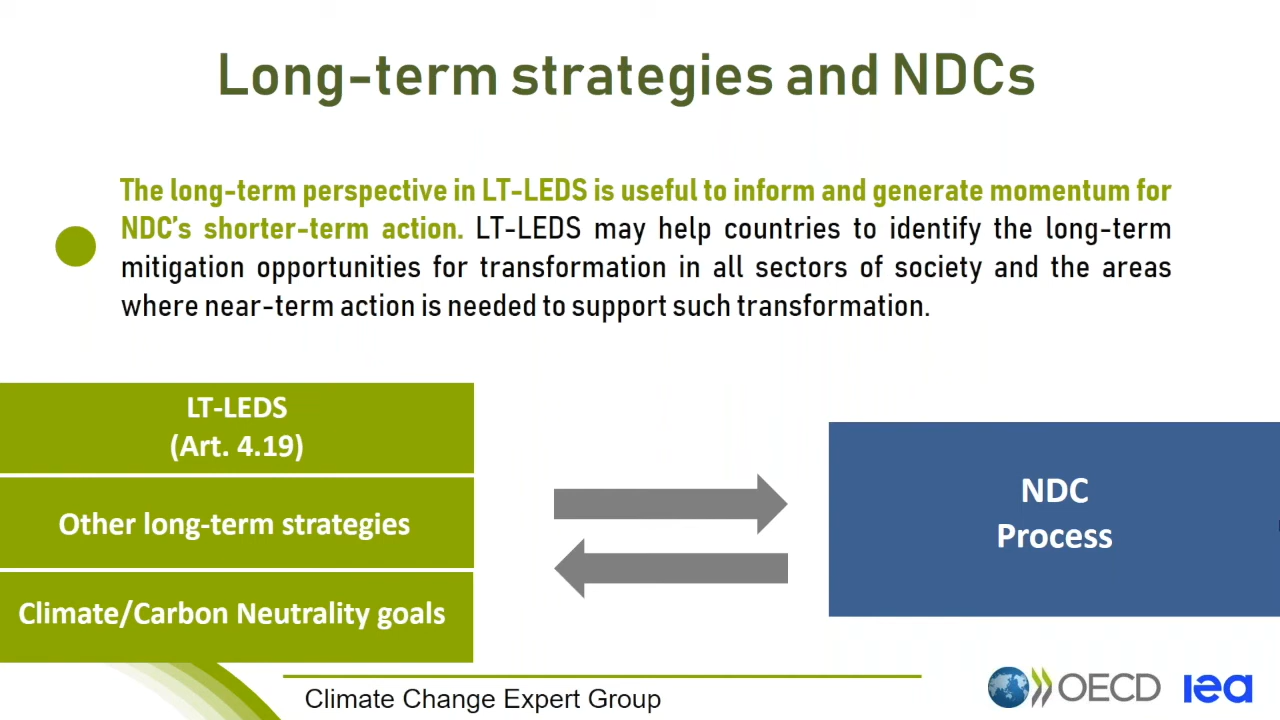 Long-term strategies and NDCs
The long-term perspective in LT-LEDS is useful to inform and generate momentum for
NDC's shorter-term action. LT-LEDS may help countries to identify the long-term
mitigation opportunities for transformation in all sectors of society and the areas
where near-term action is needed to support such transformation.
LT-LEDS
(Art. 4.19)
Other long-term strategies
Climate/Carbon Neutrality goals
NDC
Process
Climate Change Expert Group
OECD
iea